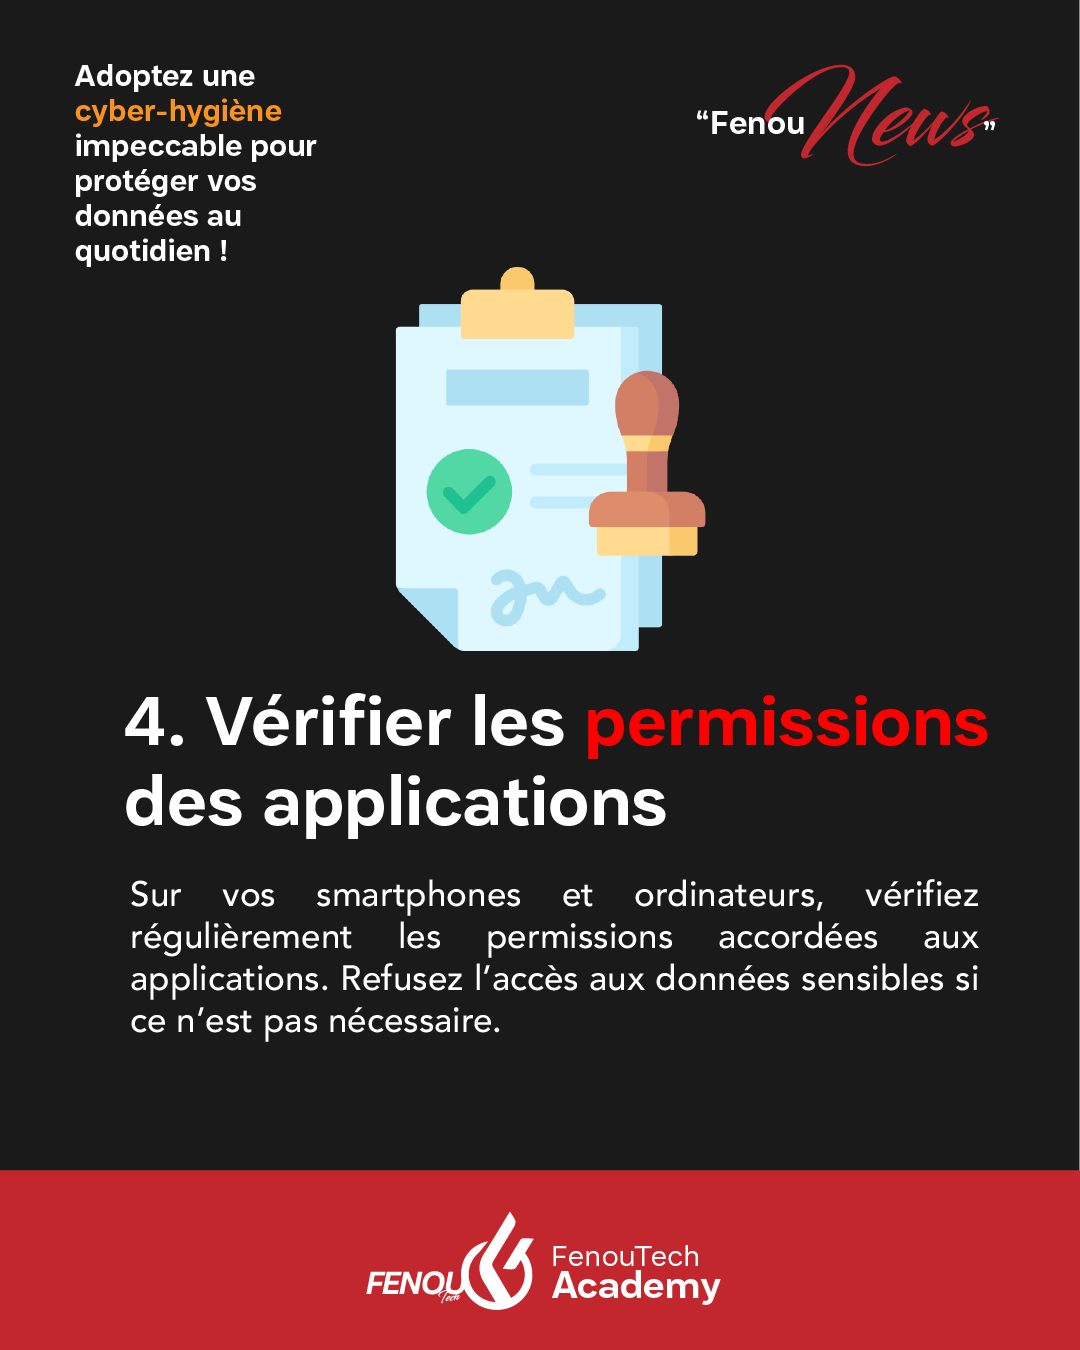 Adoptez une
cyber-hygiène
impeccable pour
protéger vos
données au
quotidien !
“Fenou News”
4. Vérifier les permissions
des applications
Sur vos smartphones et ordinateurs, vérifiez
régulièrement les permissions accordées aux
applications. Refusez l’accès aux données sensibles si
ce n’est pas nécessaire.
FENOU
Tech
FenouTech
Academy